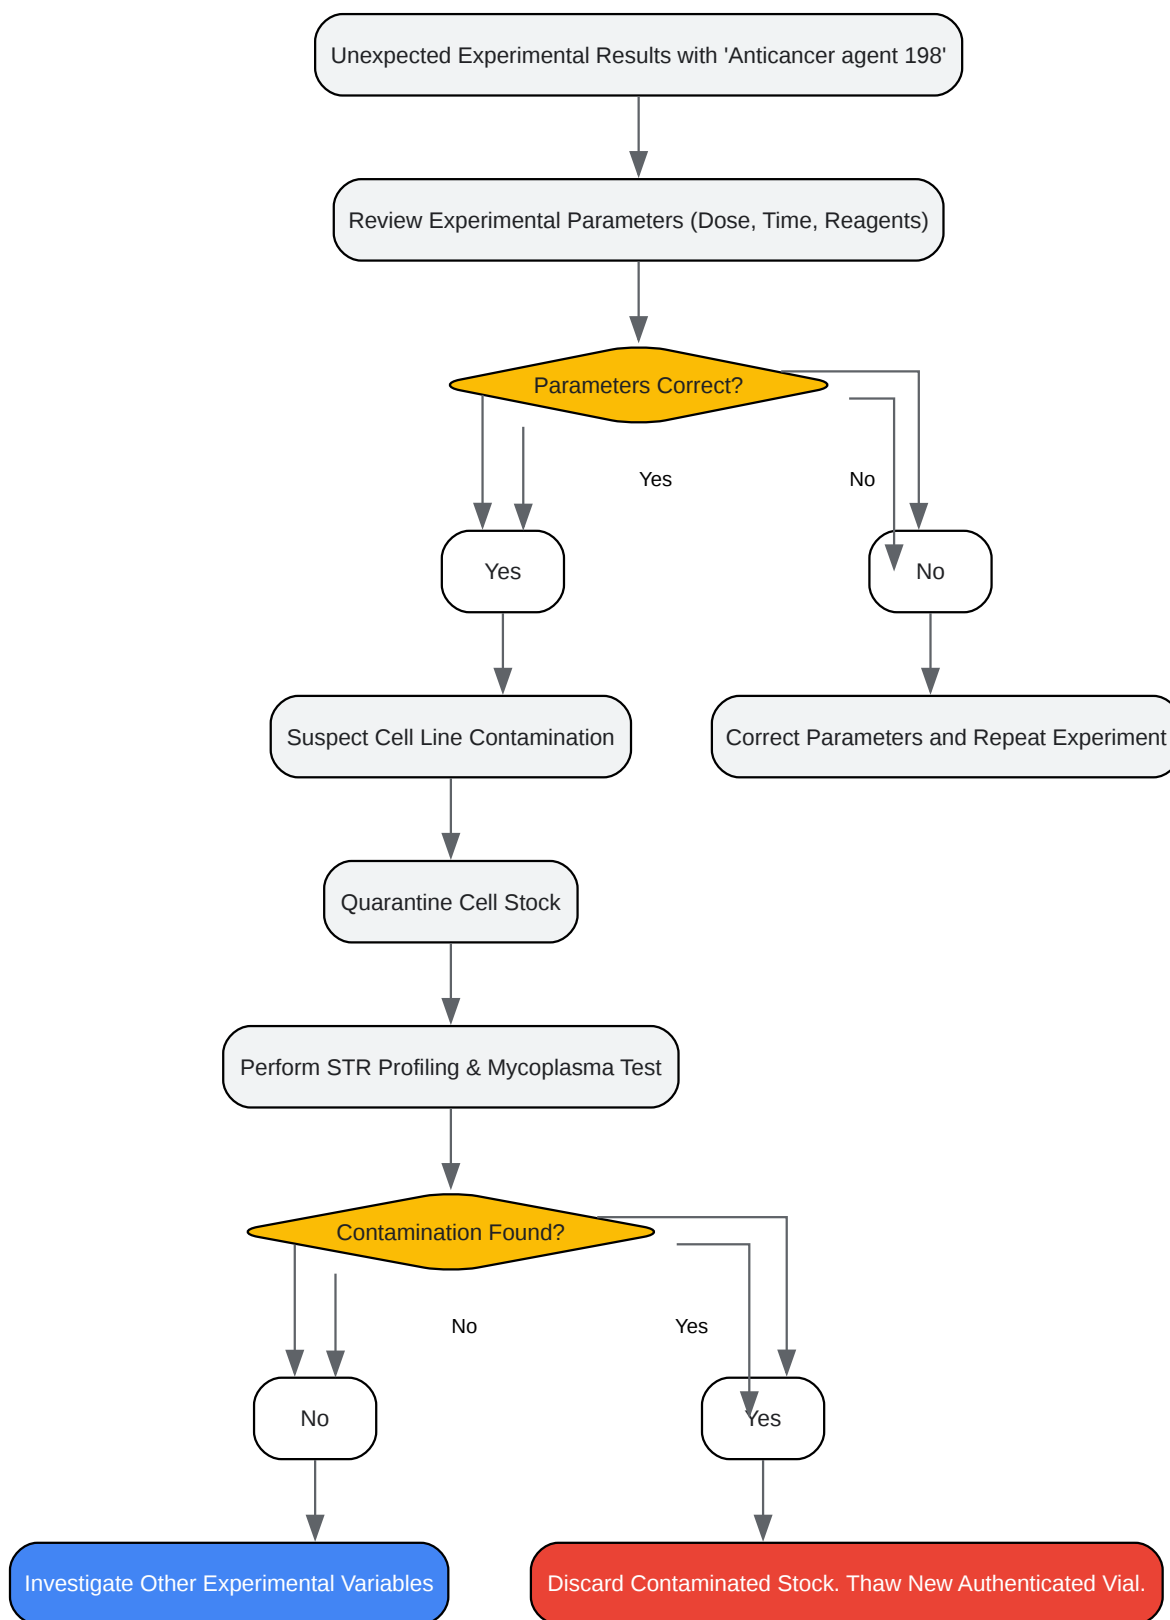 Unexpected Experimental Results with 'Anticancer agent 198'
Review Experimental Parameters (Dose, Time, Reagents)
Parameters Correct?
Yes
No
Yes
No
Suspect Cell Line Contamination
Correct Parameters and Repeat Experiment
Quarantine Cell Stock
Perform STR Profiling & Mycoplasma Test
Contamination Found?
No
Yes
No
Yes
Investigate Other Experimental Variables
Discard Contaminated Stock. Thaw New Authenticated Vial.